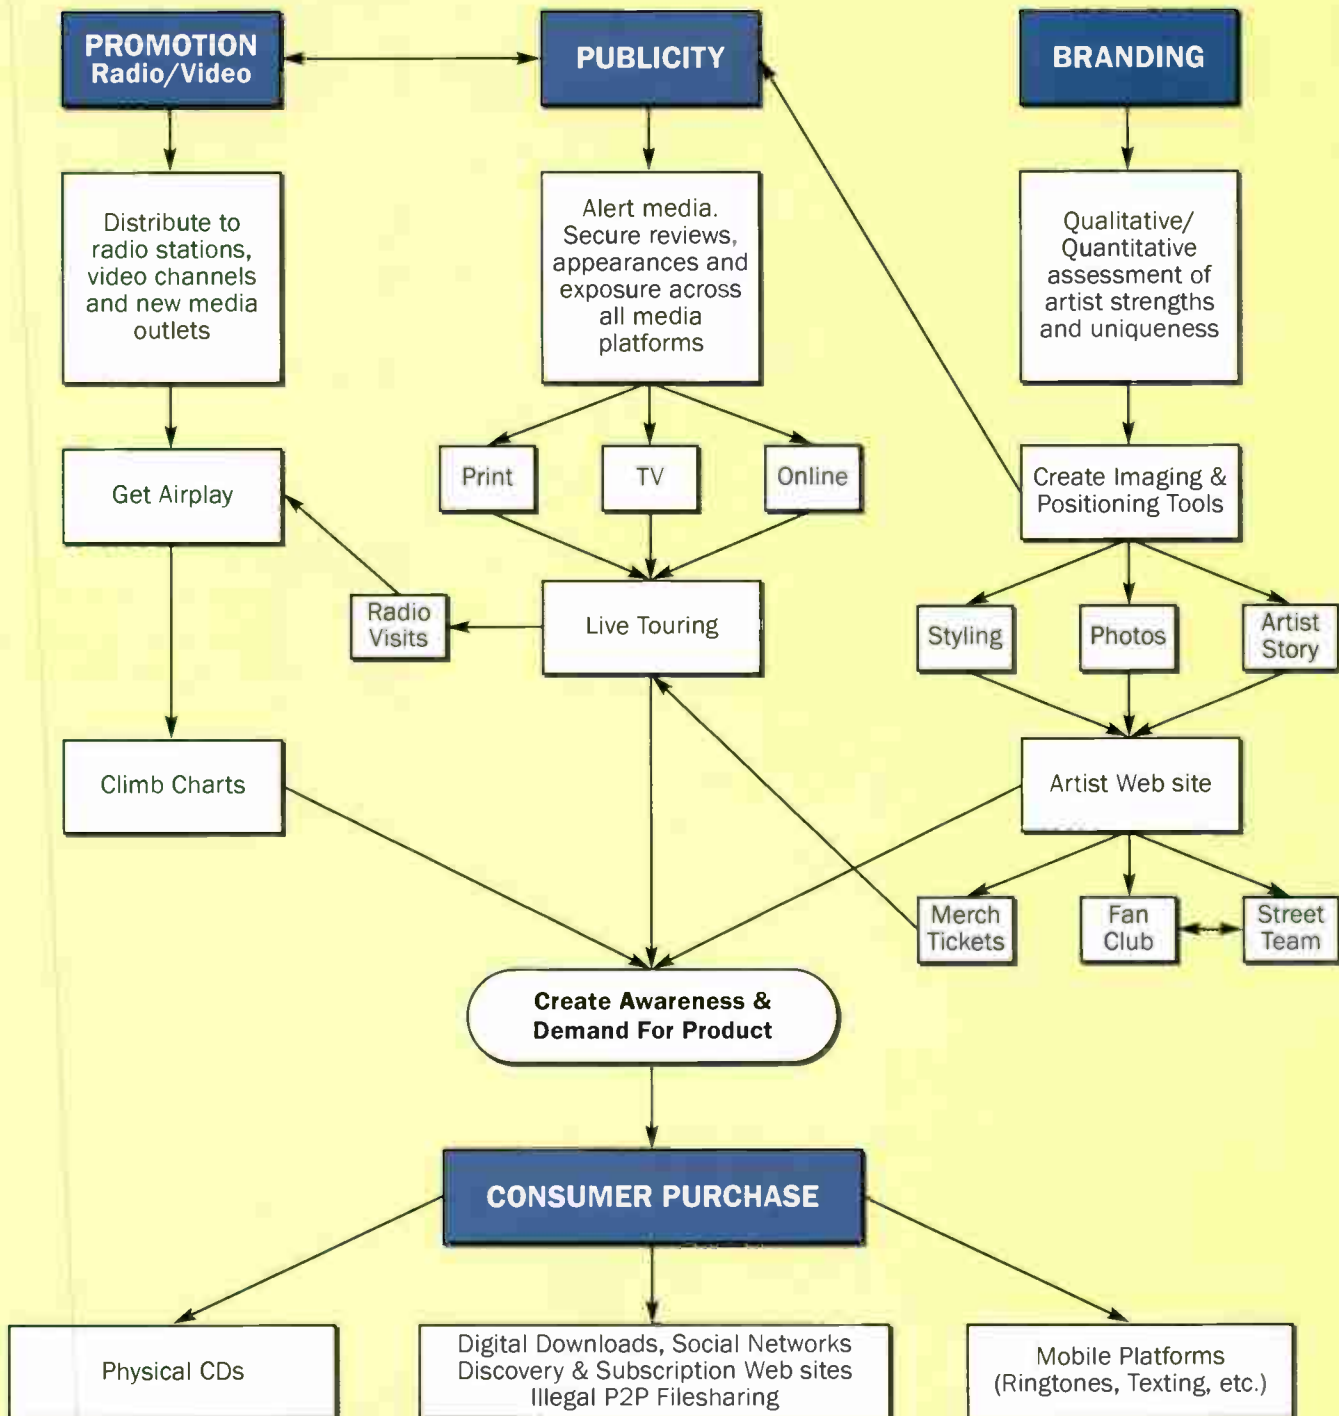 PROMOTION
Radio/Video
PUBLICITY
BRANDING
Distribute to
radio stations,
video channels
and new media
outlets
Alert media.
Secure reviews,
appearances and
exposure across
all media
platforms
Qualitative/
Quantitative
assessment of
artist strengths
and uniqueness
Get Airplay
Print
TV
Online
Create Imaging &
Positioning Tools
Radio
Visits
Live Touring
Styling
Photos
Artist
Story
Climb Charts
Artist Web site
Merch
Tickets
Fan
Club
Street
Team
Create Awareness &
Demand For Product
CONSUMER PURCHASE
Physical CDs
Digital Downloads, Social Networks
Discovery & Subscription Web sites
Illegal P2P Filesharing
Mobile Platforms
(Ringtones, Texting, etc.)